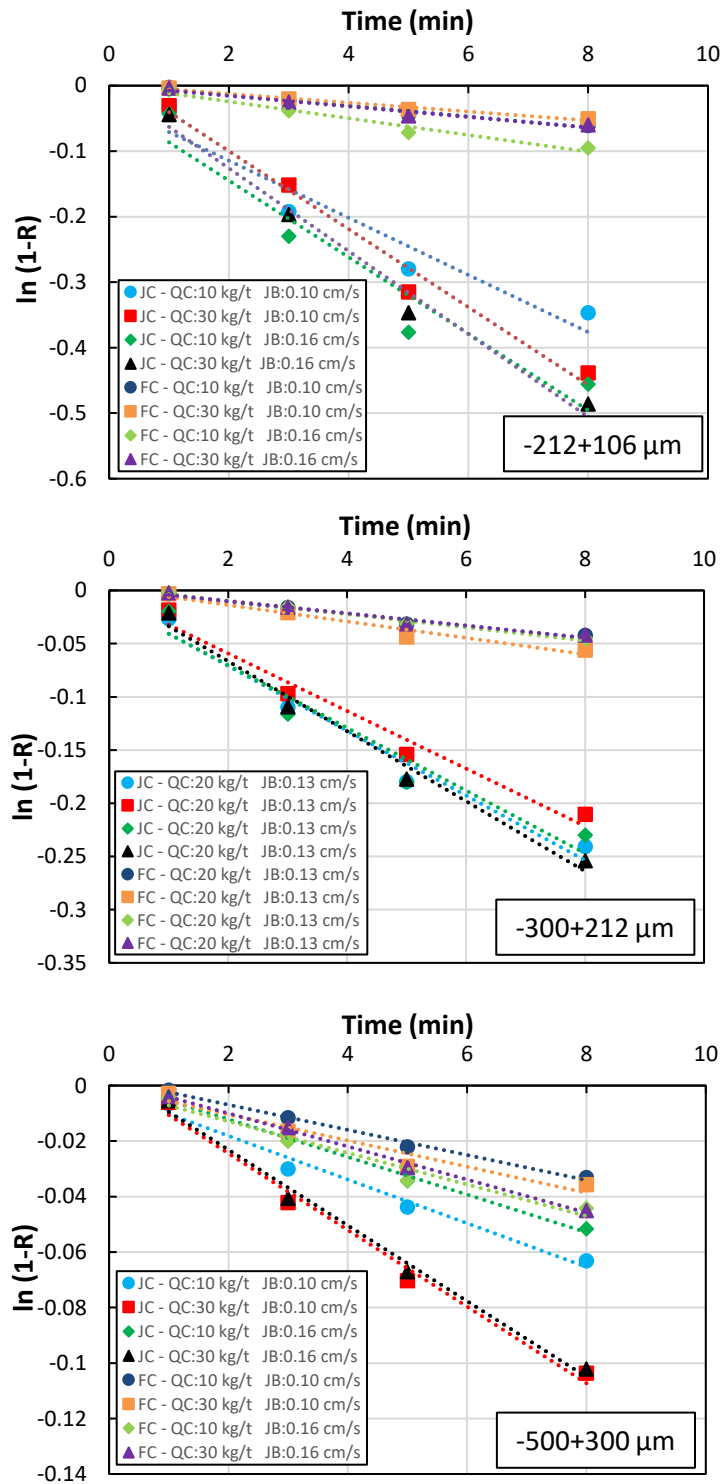 Time (min)
0 2 4 6 8 10
0
-0.1
-0.2
-0.3
-0.4
-0.5
-0.6
ln (1-R)
JC - QC:10 kg/t JB:0.10 cm/s
JC - QC:30 kg/t JB:0.10 cm/s
JC - QC:10 kg/t JB:0.16 cm/s
JC - QC:30 kg/t JB:0.16 cm/s
FC - QC:10 kg/t JB:0.10 cm/s
FC - QC:30 kg/t JB:0.10 cm/s
FC - QC:10 kg/t JB:0.16 cm/s
FC - QC:30 kg/t JB:0.16 cm/s
-212+106 µm
Time (min)
0 2 4 6 8 10
0
-0.05
-0.1
-0.15
-0.2
-0.25
-0.3
-0.35
ln (1-R)
JC - QC:20 kg/t JB:0.13 cm/s
JC - QC:20 kg/t JB:0.13 cm/s
JC - QC:20 kg/t JB:0.13 cm/s
JC - QC:20 kg/t JB:0.13 cm/s
FC - QC:20 kg/t JB:0.13 cm/s
FC - QC:20 kg/t JB:0.13 cm/s
FC - QC:20 kg/t JB:0.13 cm/s
FC - QC:20 kg/t JB:0.13 cm/s
-300+212 µm
Time (min)
0 2 4 6 8 10
0
-0.02
-0.04
-0.06
-0.08
-0.1
-0.12
-0.14
ln (1-R)
JC - QC:10 kg/t JB:0.10 cm/s
JC - QC:30 kg/t JB:0.10 cm/s
JC - QC:10 kg/t JB:0.16 cm/s
JC - QC:30 kg/t JB:0.16 cm/s
FC - QC:10 kg/t JB:0.10 cm/s
FC - QC:30 kg/t JB:0.10 cm/s
FC - QC:10 kg/t JB:0.16 cm/s
FC - QC:30 kg/t JB:0.16 cm/s
-500+300 µm